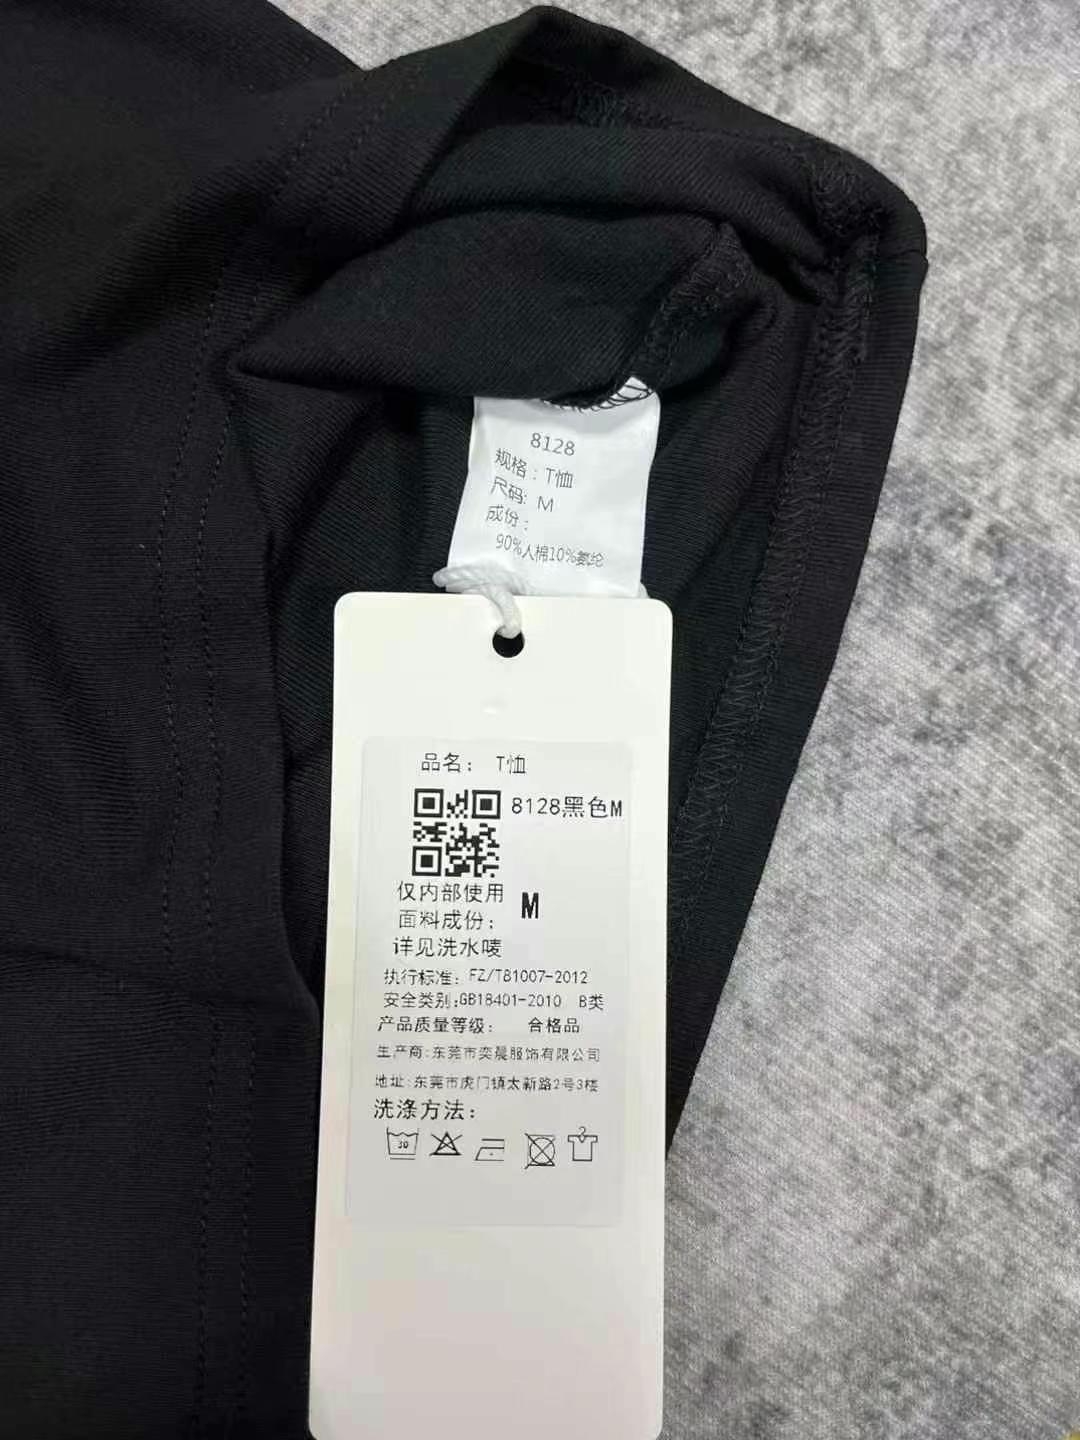 8128
规格：T恤
尺码: M
成份：
90%人棉10%氨纶
品名： T恤
8128黑色M
仅内部使用
M
面料成份：
详见洗水唛
执行标准：FZ/T81007-2012
安全类别:GB18401-2010 B类
产品质量等级： 合格品
生产商:东莞市奕晨服饰有限公司
地址:东莞市虎门镇太新路2号3楼
洗涤方法：
30